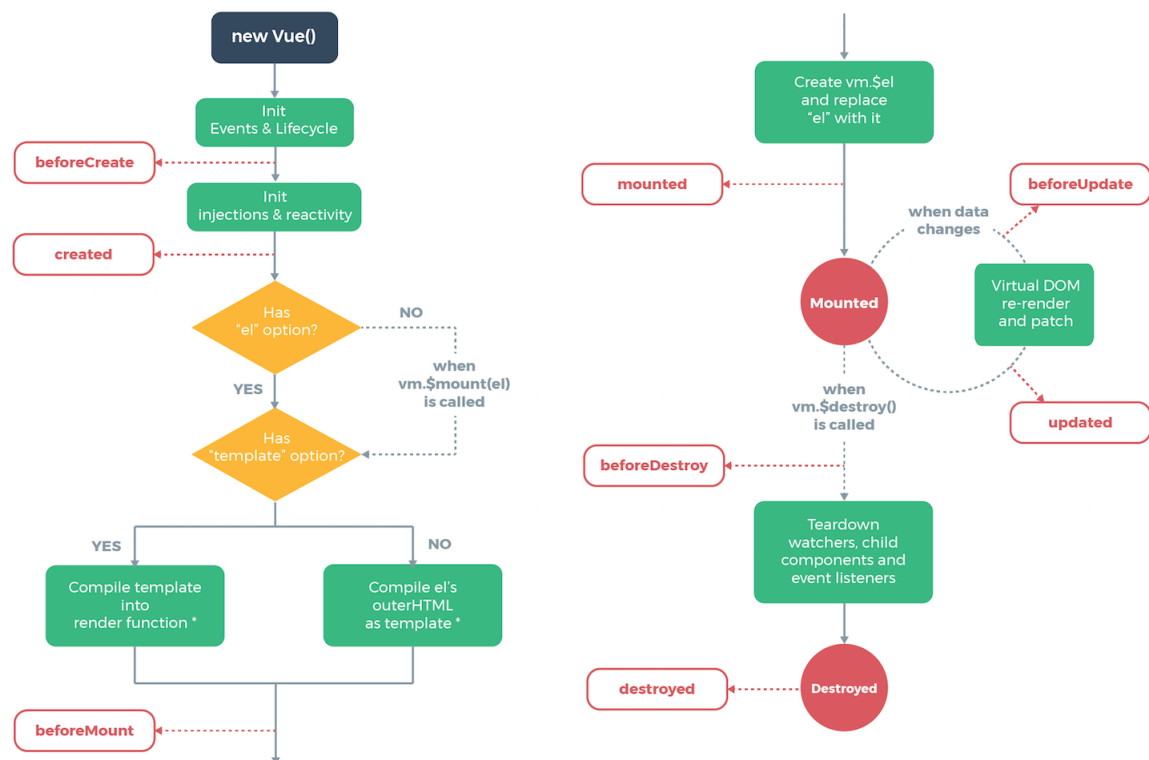 new Vue()
Init
Events & Lifecycle
beforeCreate
Init
injections & reactivity
created
Has
“el” option?
NO
when
vm.$mount(el)
is called
YES
Has
“template” option?
YES
NO
Compile template
into
render function *
Compile el’s
outerHTML
as template *
beforeMount
Create vm.$el
and replace
“el” with it
mounted
beforeUpdate
when data
changes
Mounted
Virtual DOM
re-render
and patch
when
vm.$destroy()
is called
updated
beforeDestroy
Teardown
watchers, child
components and
event listeners
destroyed
Destroyed